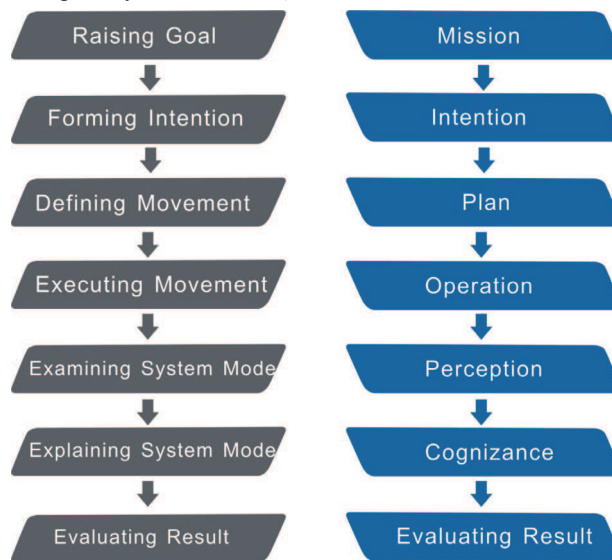 Raising Goal
Mission
Forming Intention
Intention
Defining Movement
Plan
Executing Movement
Operation
Examining System Mode
Perception
Explaining System Mode
Cognizance
Evaluating Result
Evaluating Result